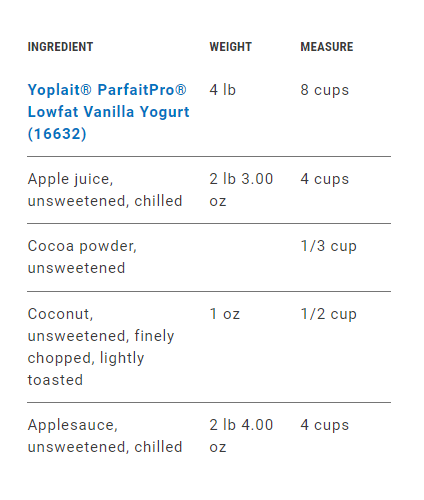 INGREDIENT WEIGHT MEASURE
Yoplait® ParfaitPro® 4 lb 8 cups
Lowfat Vanilla Yogurt
(16632)
Apple juice, 2 lb 3.00 4 cups
unsweetened, chilled oz
Cocoa powder, 1/3 cup
unsweetened
Coconut, 1 oz 1/2 cup
unsweetened, finely
chopped, lightly
toasted
Applesauce, 2 lb 4.00 4 cups
unsweetened, chilled oz